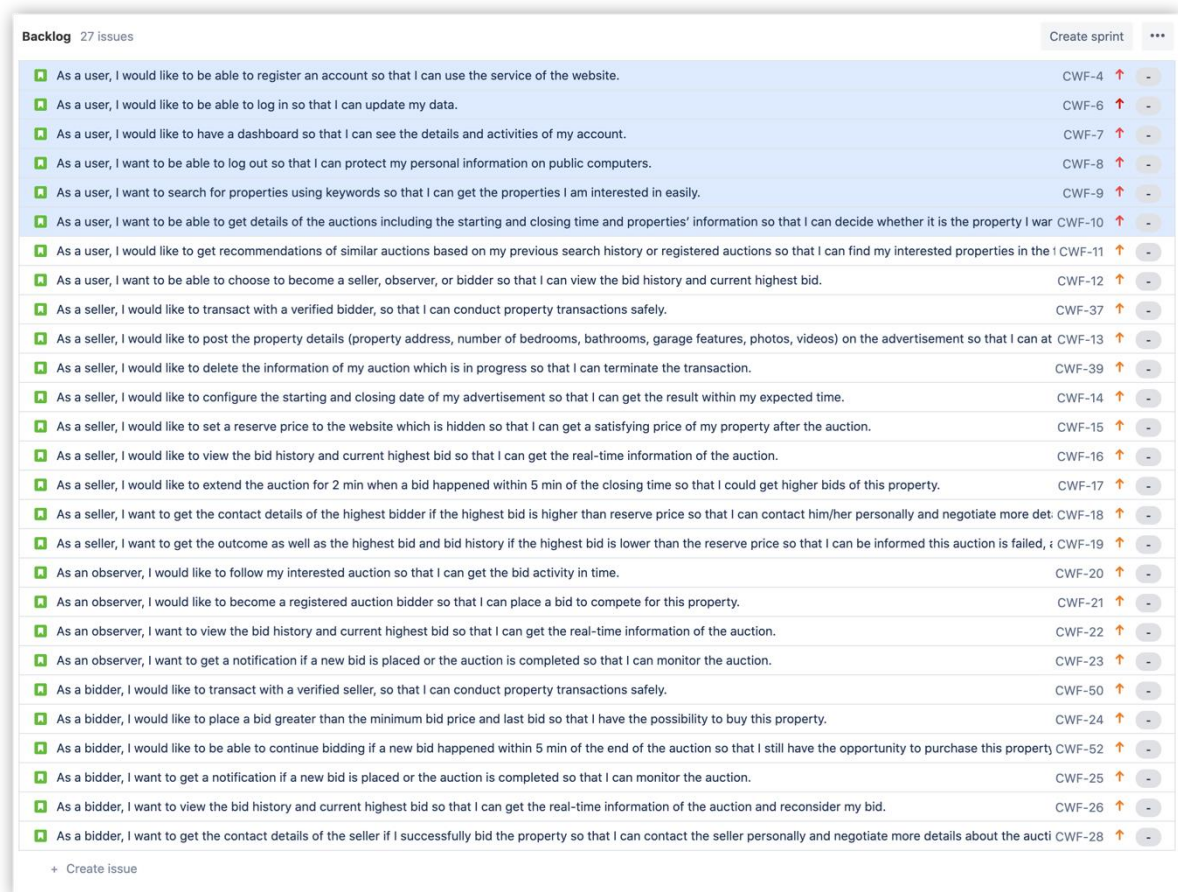 Backlog 27 issues Create sprint •••
As a user, I would like to be able to register an account so that I can use the service of the website. CWF-4 -
As a user, I would like to be able to log in so that I can update my data. CWF-6 -
As a user, I would like to have a dashboard so that I can see the details and activities of my account. CWF-7 -
As a user, I want to be able to log out so that I can protect my personal information on public computers. CWF-8 -
As a user, I want to search for properties using keywords so that I can get the properties I am interested in easily. CWF-9 -
As a user, I want to be able to get details of the auctions including the starting and closing time and properties' information so that I can decide whether it is the property I CWF-10 -
As a user, I would like to get recommendations of similar auctions based on my previous search history or registered auctions so that I can find my interested properties in the CWF-11 -
As a user, I want to be able to choose to become a seller, observer, or bidder so that I can view the bid history and current highest bid. CWF-12 -
As a seller, I would like to transact with a verified bidder, so that I can conduct property transactions safely. CWF-37 -
As a seller, I would like to post the property details (property address, number of bedrooms, bathrooms, garage features, photos, videos) on the advertisement so that I can at CWF-13 -
As a seller, I would like to delete the information of my auction which is in progress so that I can terminate the transaction. CWF-39 -
As a seller, I would like to configure the starting and closing date of my advertisement so that I can get the result within my expected time. CWF-14 -
As a seller, I would like to set a reserve price to the website which is hidden so that I can get a satisfying price of my property after the auction. CWF-15 -
As a seller, I would like to view the bid history and current highest bid so that I can get the real-time information of the auction. CWF-16 -
As a seller, I would like to extend the auction for 2 min when a bid happened within 5 min of the closing time so that I could get higher bids of this property. CWF-17 -
As a seller, I want to get the contact details of the highest bidder if the highest bid is higher than reserve price so that I can contact him/her personally and negotiate more CWF-18 -
As a seller, I want to get the outcome as well as the highest bid and bid history if the highest bid is lower than the reserve price so that I can be informed this auction is failed, CWF-19 -
As an observer, I would like to follow my interested auction so that I can get the bid activity in time. CWF-20 -
As an observer, I would like to become a registered auction bidder so that I can place a bid to compete for this property. CWF-21 -
As an observer, I want to view the bid history and current highest bid so that I can get the real-time information of the auction. CWF-22 -
As an observer, I want to get a notification if a new bid is placed or the auction is completed so that I can monitor the auction. CWF-23 -
As a bidder, I would like to transact with a verified seller, so that I can conduct property transactions safely. CWF-50 -
As a bidder, I would like to place a bid greater than the minimum bid price and last bid so that I have the possibility to buy this property. CWF-24 -
As a bidder, I would like to be able to continue bidding if a new bid happened within 5 min of the end of the auction so that I still have the opportunity to purchase this property CWF-52 -
As a bidder, I want to get a notification if a new bid is placed or the auction is completed so that I can monitor the auction. CWF-25 -
As a bidder, I want to view the bid history and current highest bid so that I can get the real-time information of the auction and reconsider my bid. CWF-26 -
As a bidder, I want to get the contact details of the seller if I successfully bid the property so that I can contact the seller personally and negotiate more details about the aucti CWF-28 -
+ Create issue